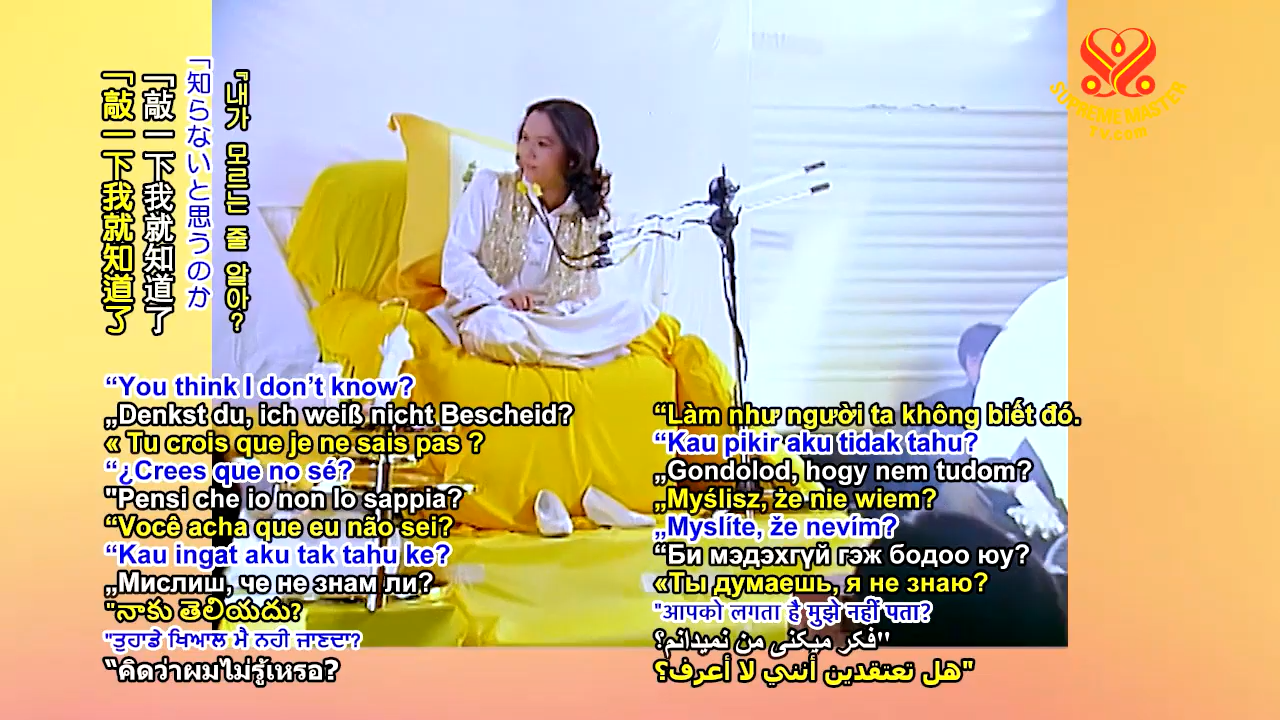 「敲一下我就知道了
「敲一下我就知道了
「知らないと思うのか
『내가 모르는 줄 알아?
SUPREME MASTER
TV.com
“You think I don’t know?
„Denkst du, ich weiß nicht Bescheid?
« Tu crois que je ne sais pas ?
“¿Crees que no sé?
"Pensi che io non lo sappia?
“Você acha que eu não sei?
“Kau ingat aku tak tahu ke?
„Мислиш, че не знам ли?
"నాకు తెలియదు?
"ਤੁਹਾਡੇ ਖਿਆਲ ਮੈ ਨਹੀ ਜਾਣਦਾ?
“คิดว่าผมไม่รู้เหรอ?
“Làm như người ta không biết đó.
“Kau pikir aku tidak tahu?
„Gondolod, hogy nem tudom?
„Myślisz, że nie wiem?
„Myslíte, že nevím?
“Би мэдэхгүй гэж бодоо юу?
«Ты думаешь, я не знаю?
"आपको लगता है मुझे नहीं पता?
"فکر میکنی من نمیدانم؟
"هل تعتقدين أنني لا أعرف؟